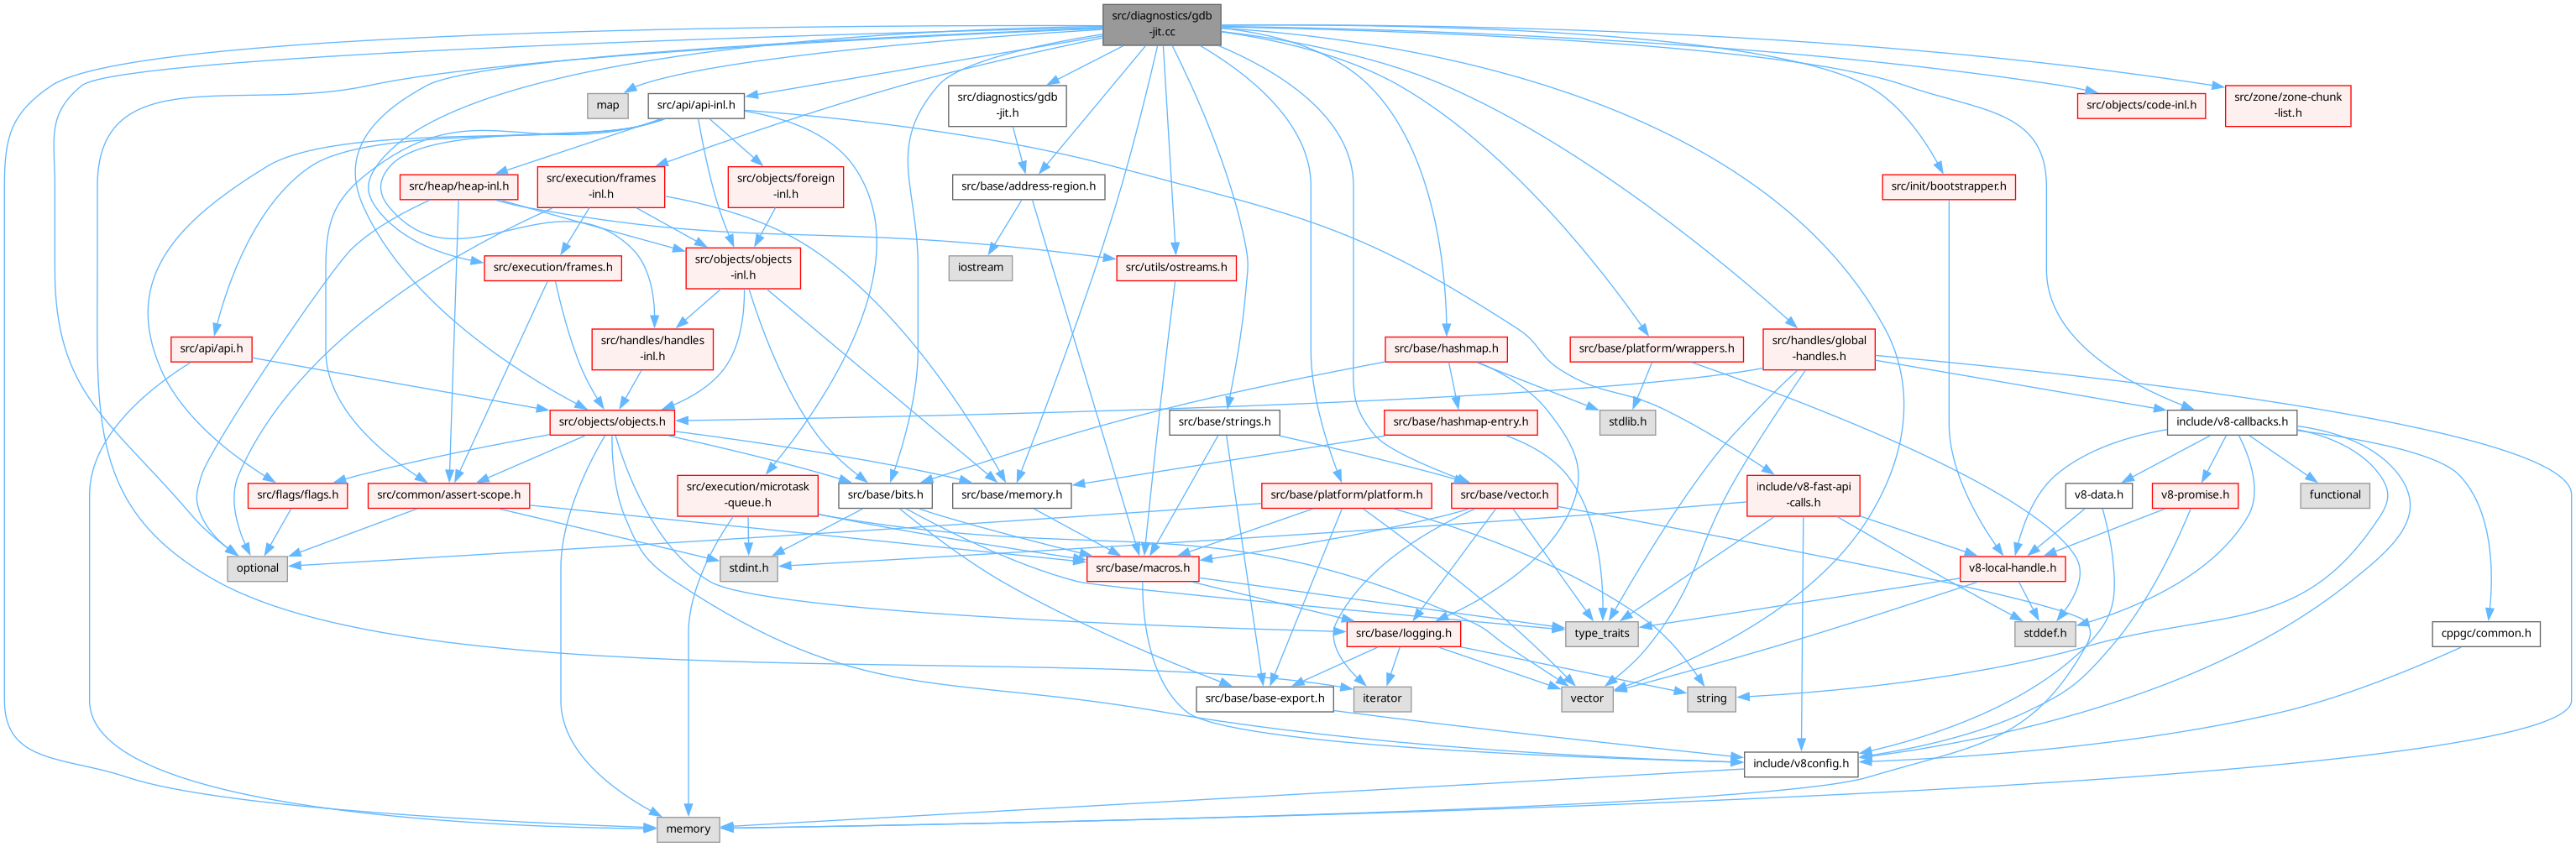 src/diagnostics/gdb
-jit.cc
map
src/api/api-inl.h
src/diagnostics/gdb
-jit.h
src/objects/code-inl.h
src/zone/zone-chunk
-list.h
src/heap/heap-inl.h
src/execution/frames
-inl.h
src/objects/foreign
-inl.h
src/base/address-region.h
src/init/bootstrapper.h
src/execution/frames.h
src/objects/objects
-inl.h
iostream
src/utils/ostreams.h
src/api/api.h
src/handles/handles
-inl.h
src/base/hashmap.h
src/base/platform/wrappers.h
src/handles/global
-handles.h
src/objects/objects.h
src/base/strings.h
src/base/hashmap-entry.h
stdlib.h
include/v8-callbacks.h
src/flags/flags.h
src/common/assert-scope.h
src/execution/microtask
-queue.h
src/base/bits.h
src/base/memory.h
src/base/platform/platform.h
src/base/vector.h
include/v8-fast-api
-calls.h
v8-data.h
v8-promise.h
functional
optional
stdint.h
src/base/macros.h
v8-local-handle.h
src/base/logging.h
type_traits
stddef.h
cppgc/common.h
src/base/base-export.h
iterator
vector
string
include/v8config.h
memory